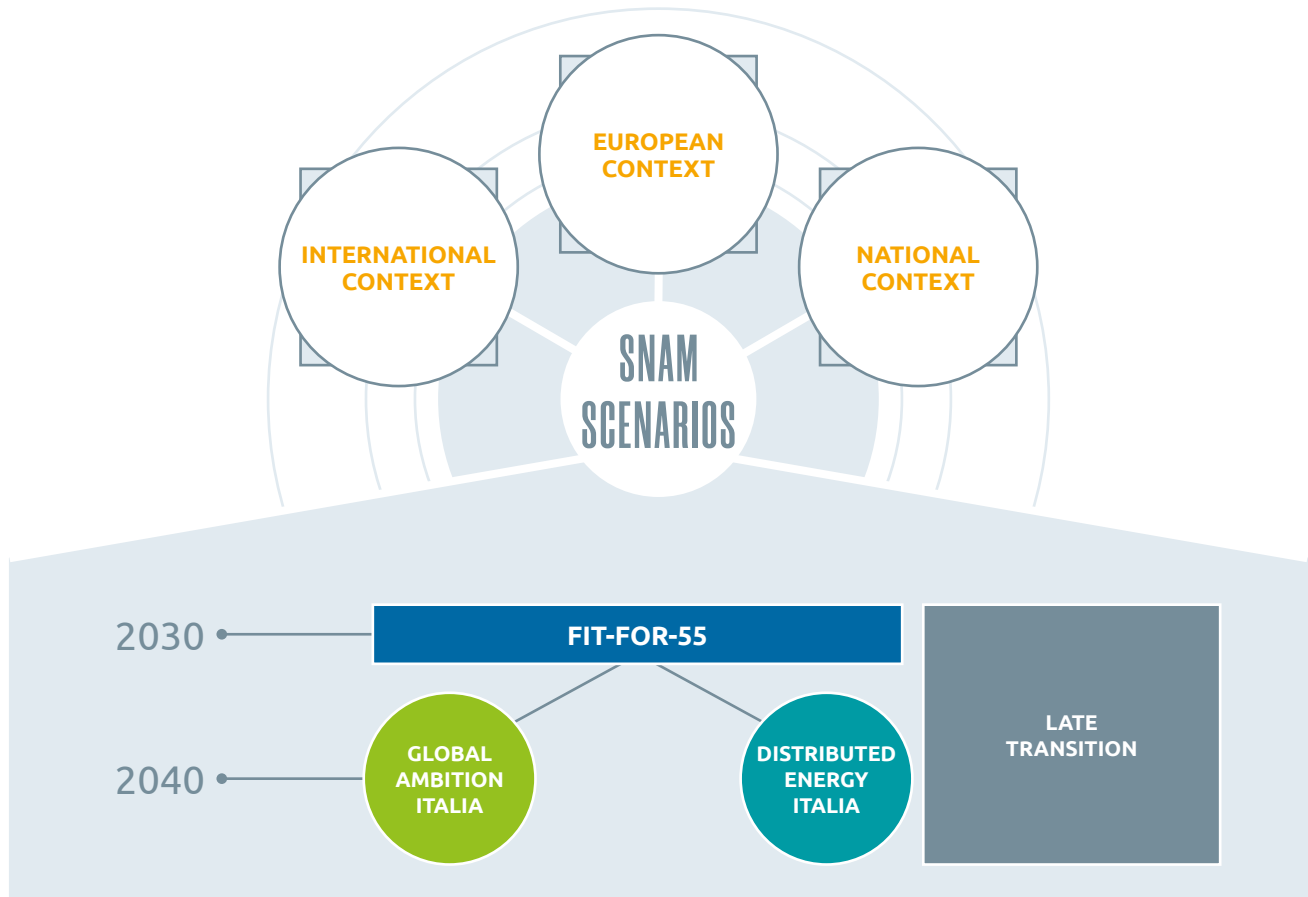 EUROPEAN
CONTEXT
INTERNATIONAL
CONTEXT
NATIONAL
CONTEXT
SNAM
SCENARIOS
2030
FIT-FOR-55
LATE
TRANSITION
2040
GLOBAL
AMBITION
ITALIA
DISTRIBUTED
ENERGY
ITALIA